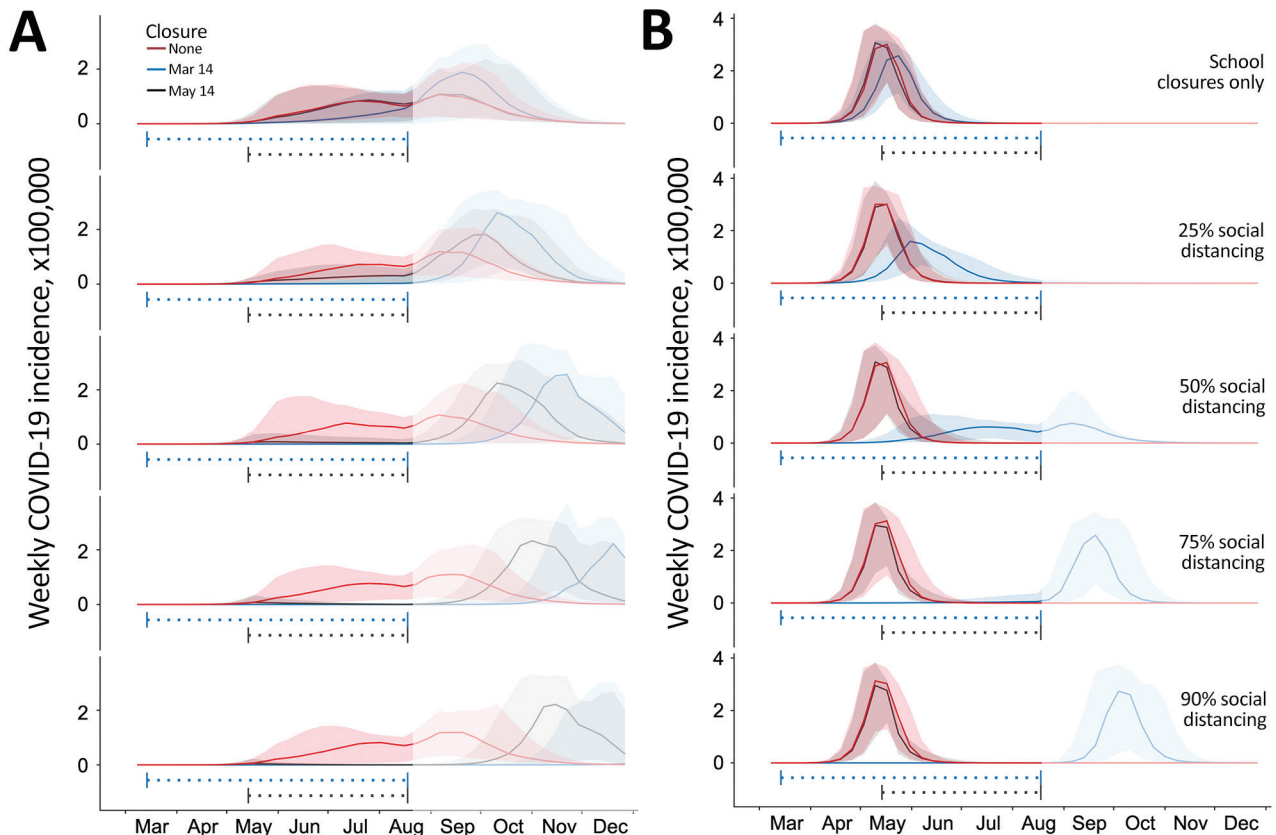 A
Closure
None
Mar 14
May 14
Weekly COVID-19 incidence, x100,000
2
0
2
0
2
0
2
0
2
0
Mar Apr May Jun Jul Aug Sep Oct Nov Dec
B
Weekly COVID-19 incidence, x100,000
4
2
0
School
closures only
4
2
0
25% social
distancing
4
2
0
50% social
distancing
4
2
0
75% social
distancing
4
2
0
90% social
distancing
Mar Apr May Jun Jul Aug Sep Oct Nov Dec